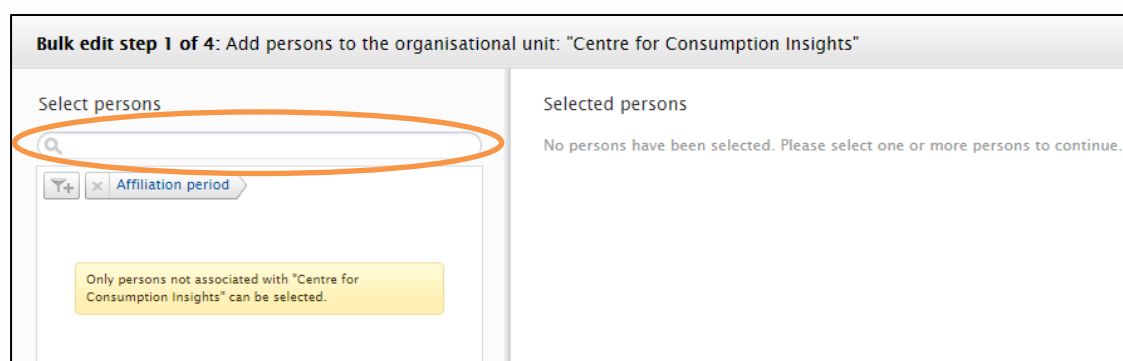 Bulk edit step 1 of 4: Add persons to the organisational unit: "Centre for Consumption Insights"
Select persons
Selected persons
No persons have been selected. Please select one or more persons to continue.
Affiliation period
Only persons not associated with "Centre for
Consumption Insights" can be selected.